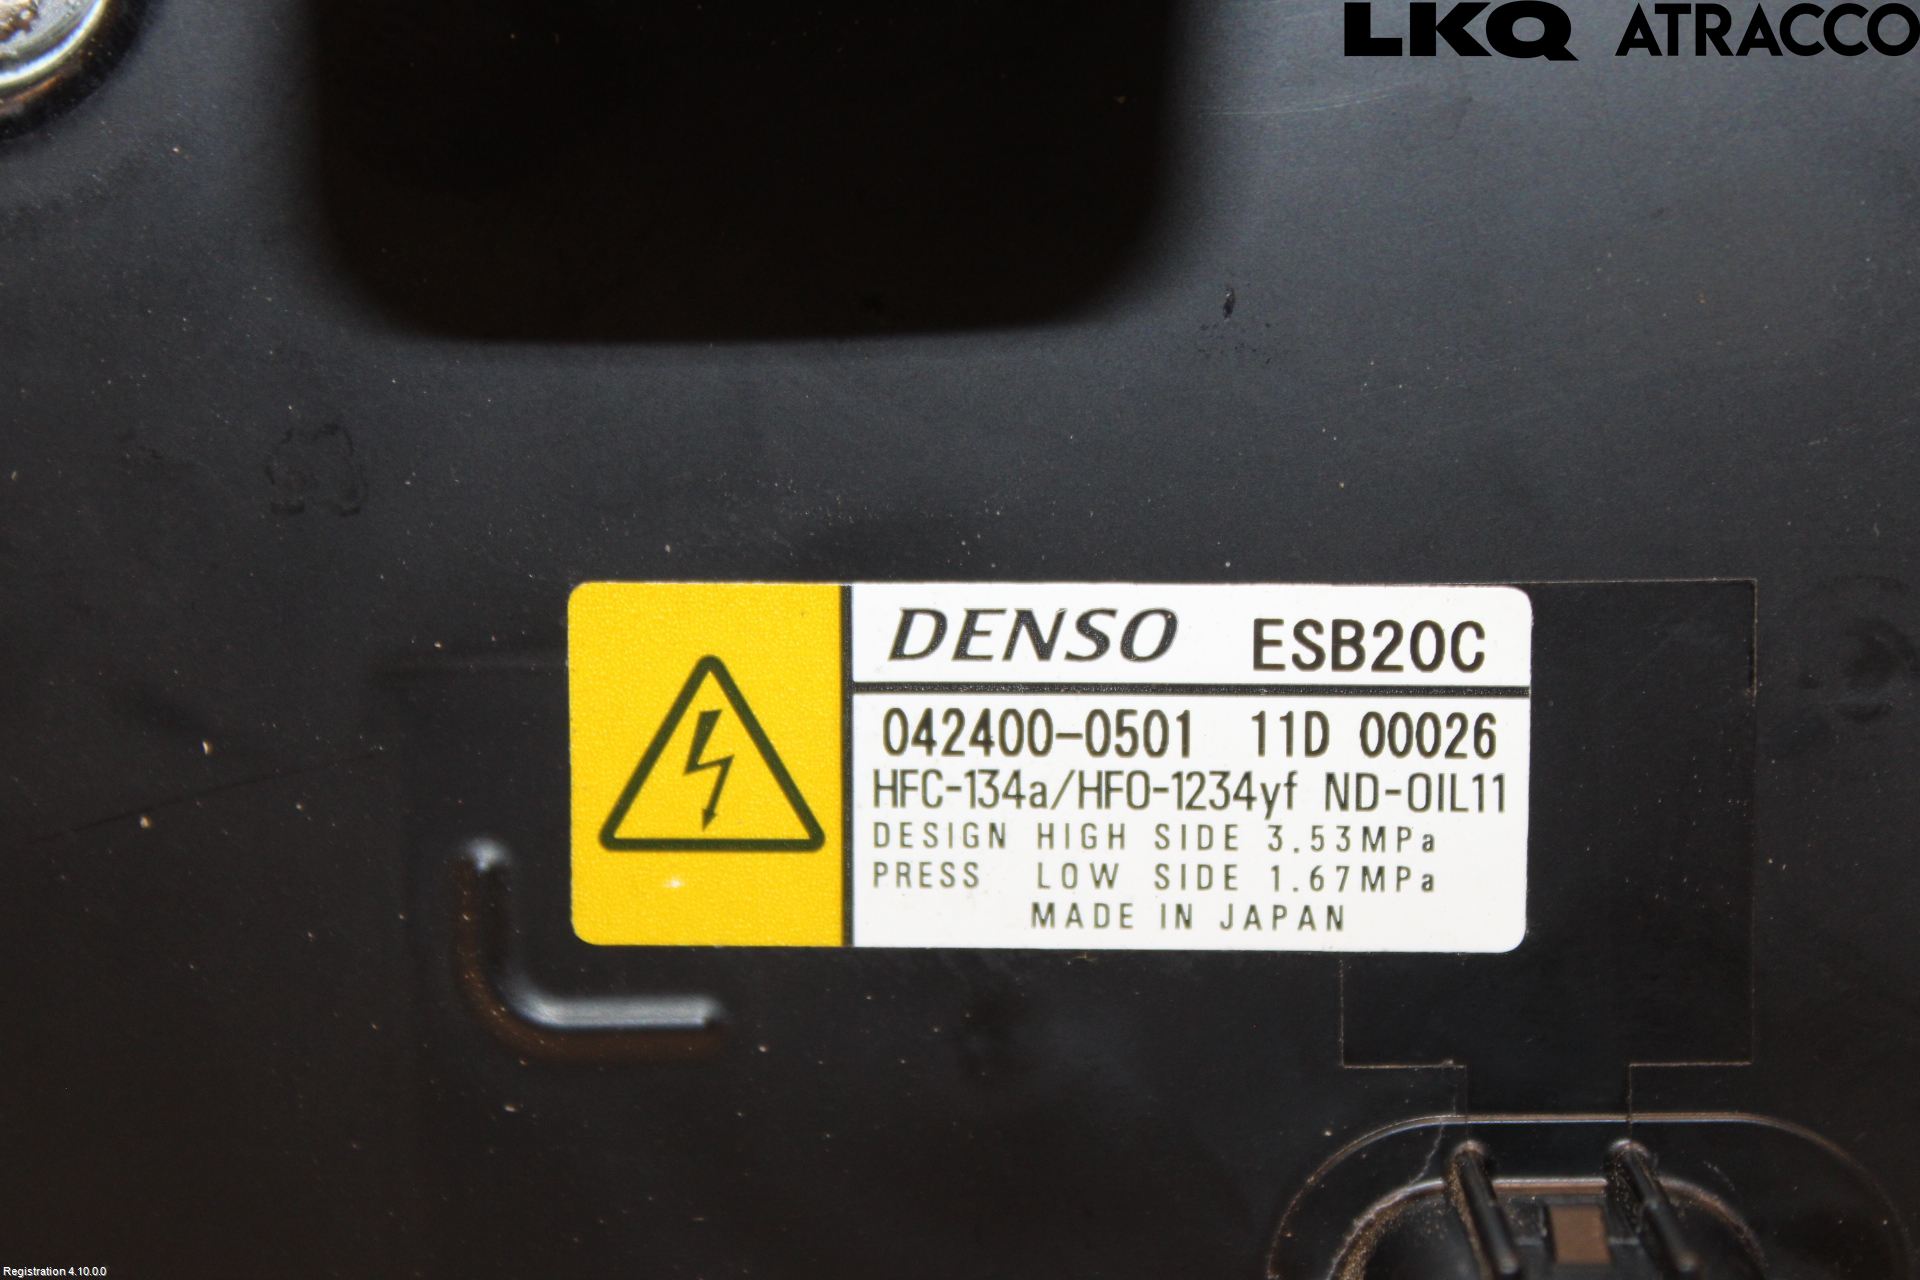 LKQ ATRACCO
DENSO ESB20C
042400-0501 11D 00026
HFC-134a/HFO-1234yf ND-OIL11
DESIGN HIGH SIDE 3.53MPa
PRESS LOW SIDE 1.67MPa
MADE IN JAPAN
Registration 4.10.0.0